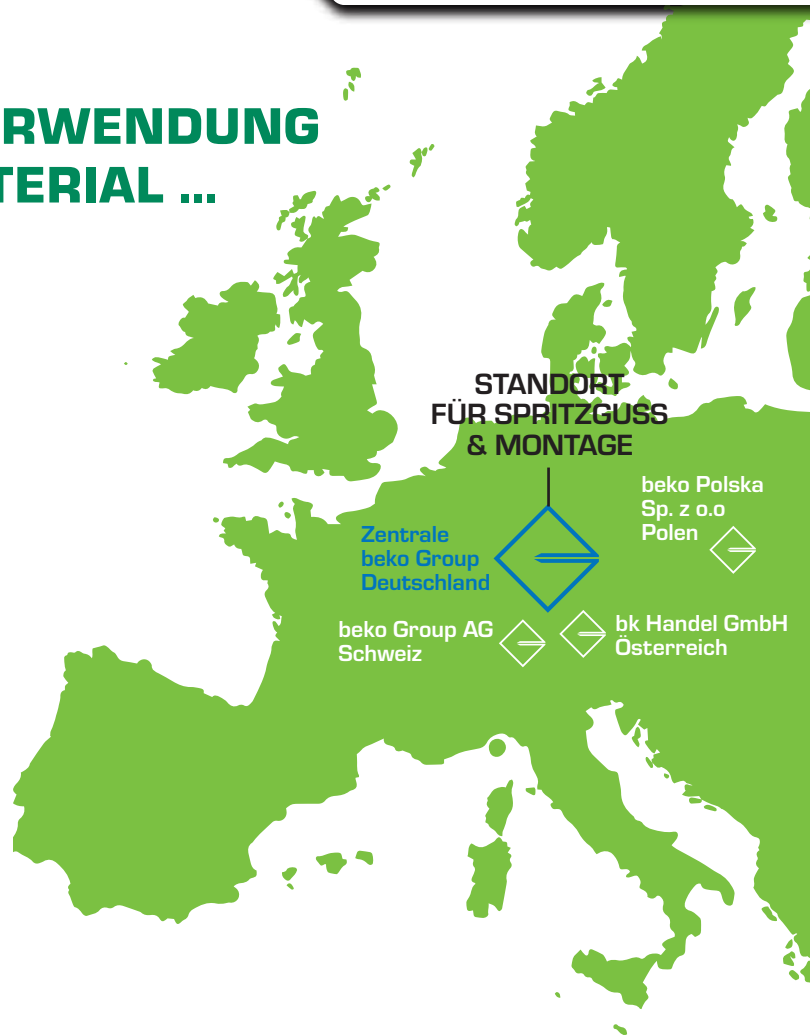 RWENDUNG
TERIAL ...
STANDORT
FÜR SPRITZGUSS
& MONTAGE
beko Polska
Sp. z o.o
Polen
Zentrale
beko Group
Deutschland
beko Group AG
Schweiz
bk Handel GmbH
Österreich